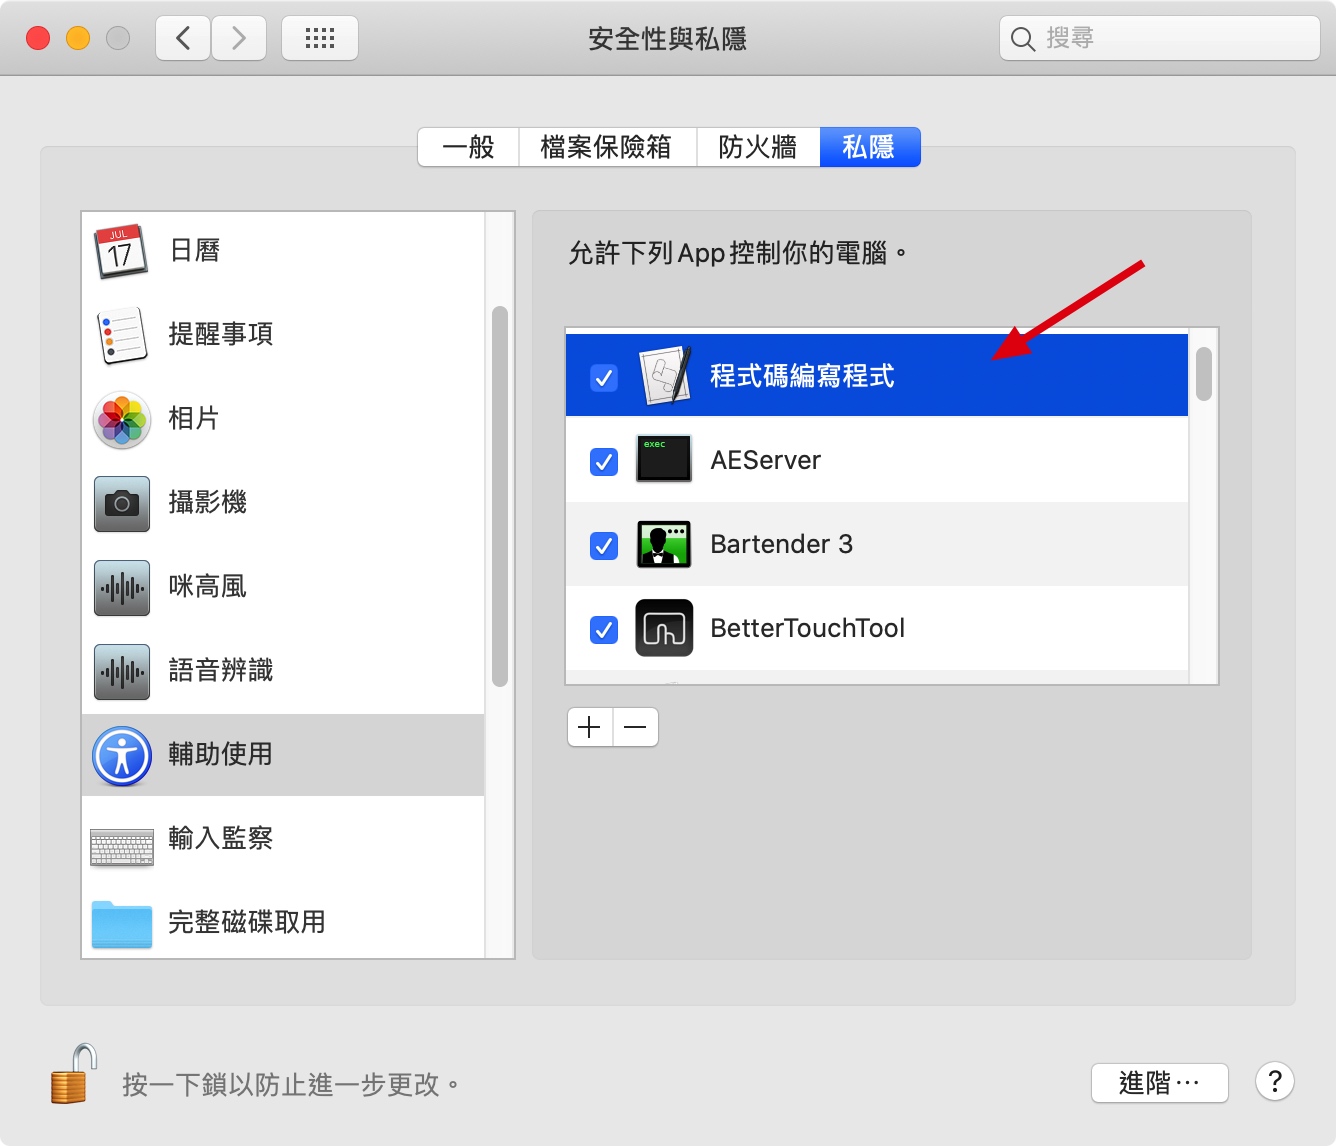 安全性與私隱
搜尋
一般
檔案保險箱
防火牆
私隱
JUL
17
日曆
提醒事項
相片
攝影機
咪高風
語音辨識
輔助使用
輸入監察
完整磁碟取用
允許下列 App 控制你的電腦。
程式碼編寫程式
exec
AEServer
Bartender 3
BetterTouchTool
按一下鎖以防止進一步更改。
進階⋯
?